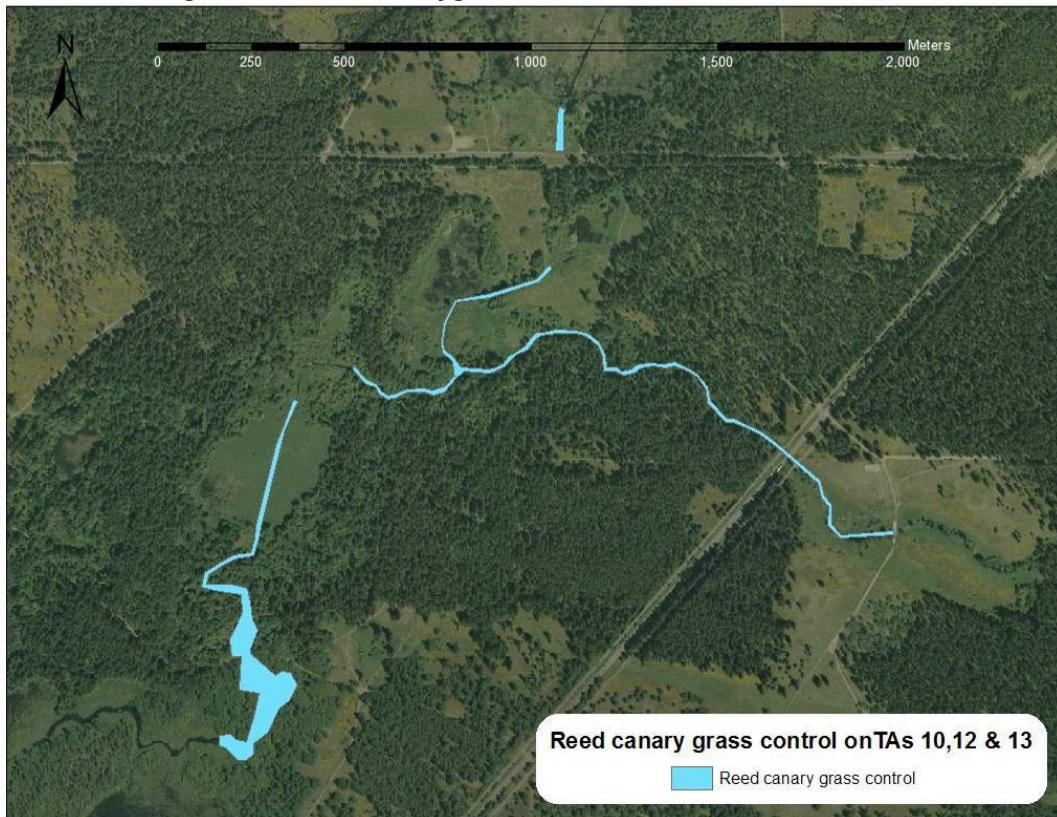 N
Meters
0 250 500 1,000 1,500 2,000
Reed canary grass control onTAs 10,12 & 13
Reed canary grass control